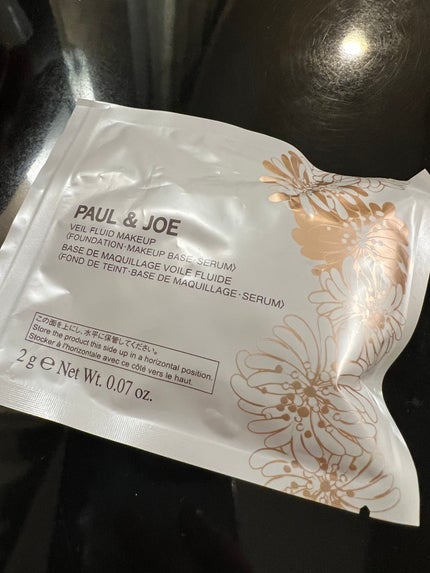 PAUL & JOE
VEIL FLUID MAKEUP
〈FOUNDATION·MAKEUP BASE·SERUM〉
BASE DE MAQUILLAGE VOILE FLUIDE
〈FOND DE TEINT·BASE DE MAQUILLAGE·SERUM〉
この面を上にし、水平に保管してください。
Store the product this side up in a horizontal position.
Stocker à l'horizontale avec ce côté vers le haut.
2 g ℮ Net Wt. 0.07 oz.